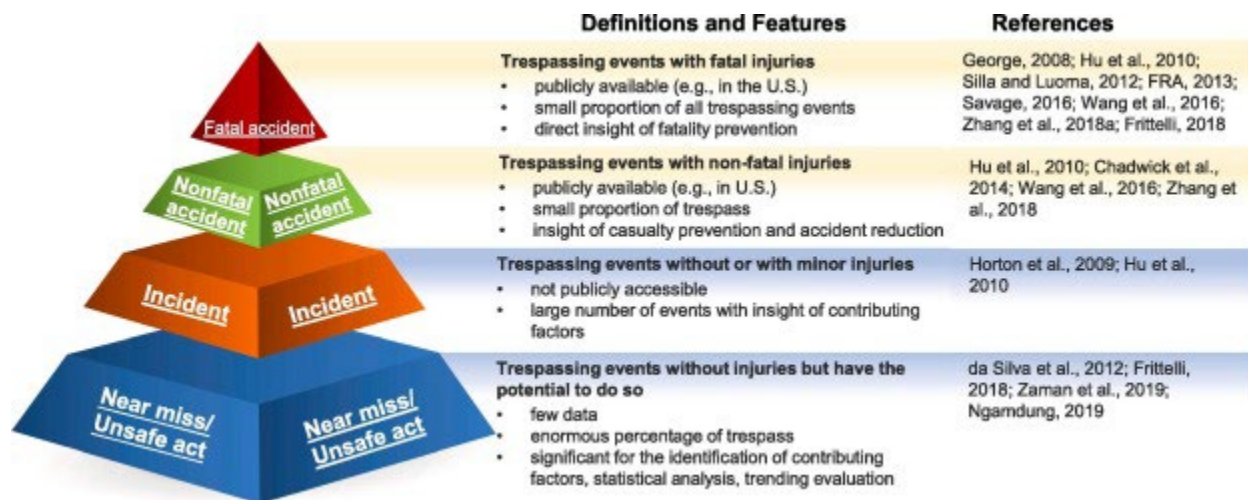 Definitions and Features
References
Fatal accident
Trespassing events with fatal injuries
• publicly available (e.g., in the U.S.)
• small proportion of all trespassing events
• direct insight of fatality prevention
George, 2008; Hu et al., 2010;
Silla and Luoma, 2012; FRA, 2013;
Savage, 2016; Wang et al., 2016;
Zhang et al., 2018a; Frittelli, 2018
Nonfatal
accident
Nonfatal
accident
Trespassing events with non-fatal injuries
• publicly available (e.g., in U.S.)
• small proportion of trespass
• insight of casualty prevention and accident reduction
Hu et al., 2010; Chadwick et al.,
2014; Wang et al., 2016; Zhang et
al., 2018
Incident
Incident
Trespassing events without or with minor injuries
• not publicly accessible
• large number of events with insight of contributing
factors
Horton et al., 2009; Hu et al.,
2010
Near miss/
Unsafe act
Near miss/
Unsafe act
Trespassing events without injuries but have the
potential to do so
• few data
• enormous percentage of trespass
• significant for the identification of contributing
factors, statistical analysis, trending evaluation
da Silva et al., 2012; Frittelli,
2018; Zaman et al., 2019;
Ngamdung, 2019